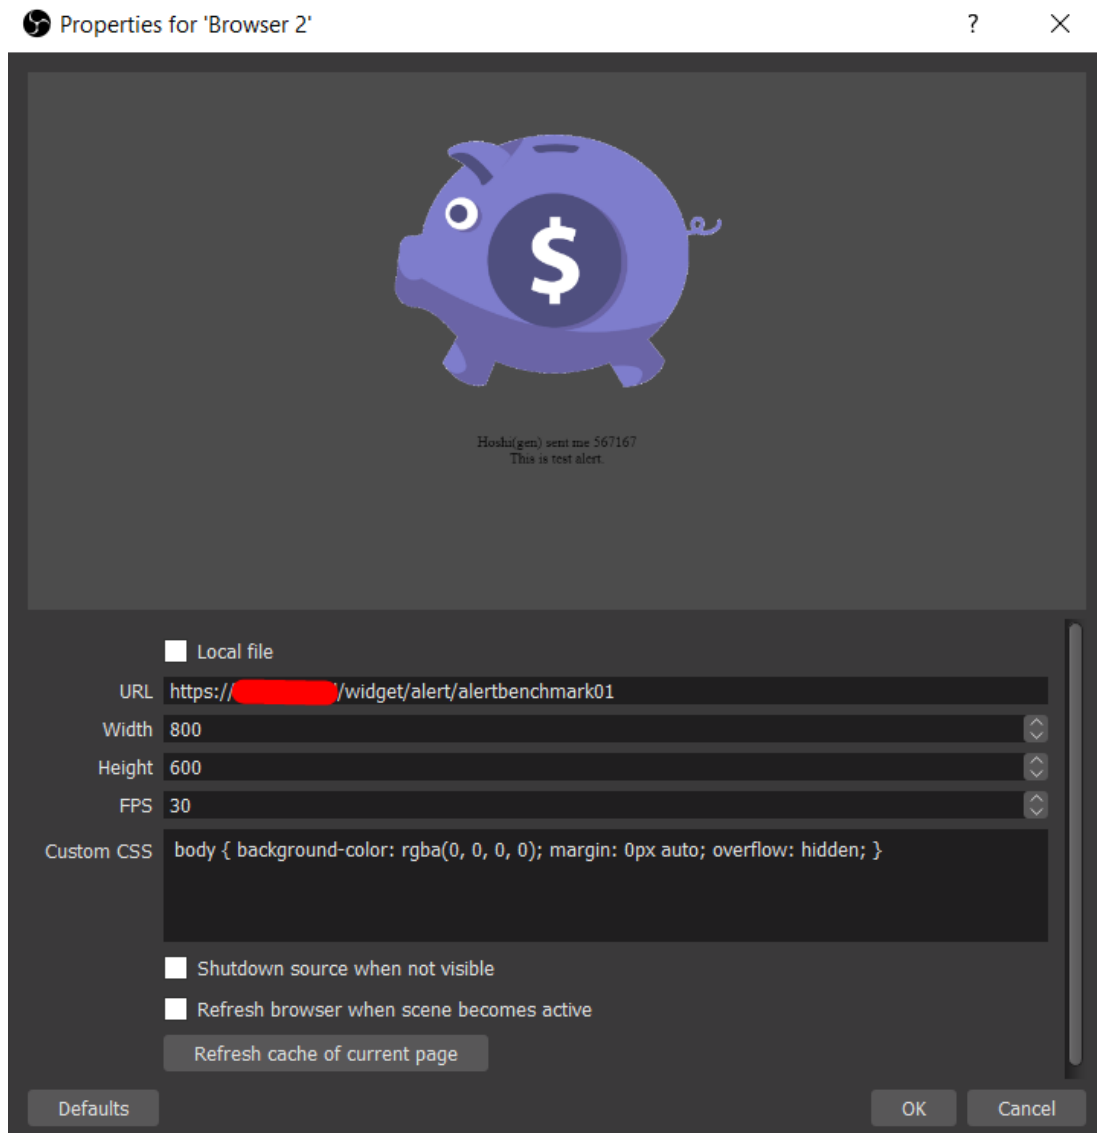 Properties for 'Browser 2'
?
$
Hoshi(gen) sent me 567167
This is test alert.
Local file
URL https:// /widget/alert/alertbenchmark01
Width 800
Height 600
FPS 30
Custom CSS body { background-color: rgba(0, 0, 0, 0); margin: 0px auto; overflow: hidden; }
Shutdown source when not visible
Refresh browser when scene becomes active
Refresh cache of current page
Defaults OK Cancel